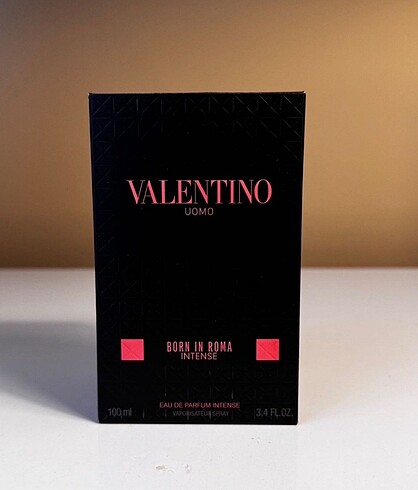 VALENTINO
UOMO
BORN IN ROMA
INTENSE
EAU DE PARFUM INTENSE
100 ml VAPORISATEUR SPRAY 3,4 FL.OZ.